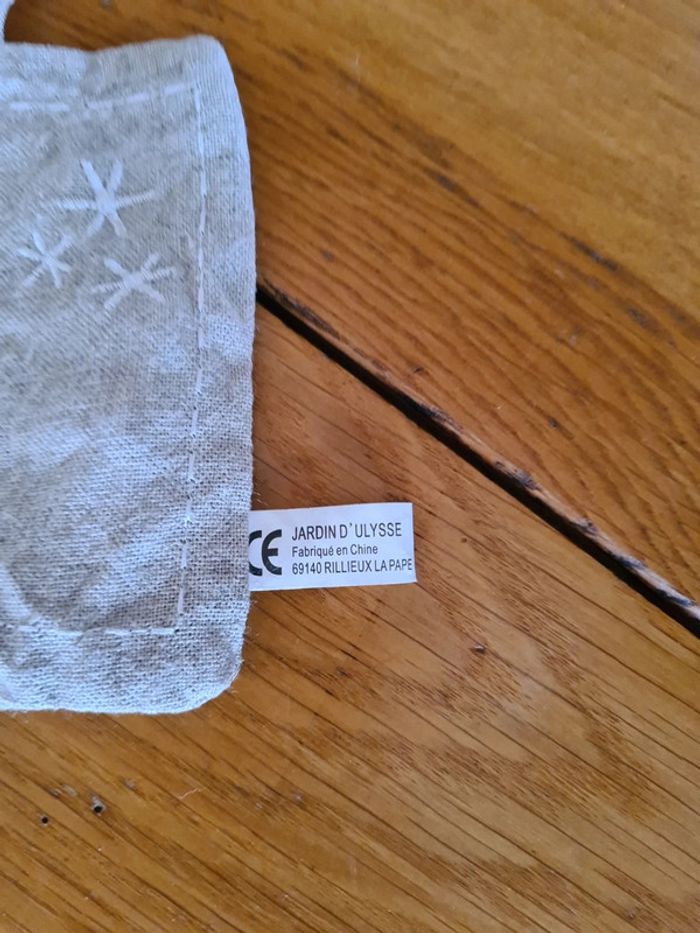 CE
JARDIN D'ULYSSE
Fabriqué en Chine
69140 RILLIEUX LA PAPE